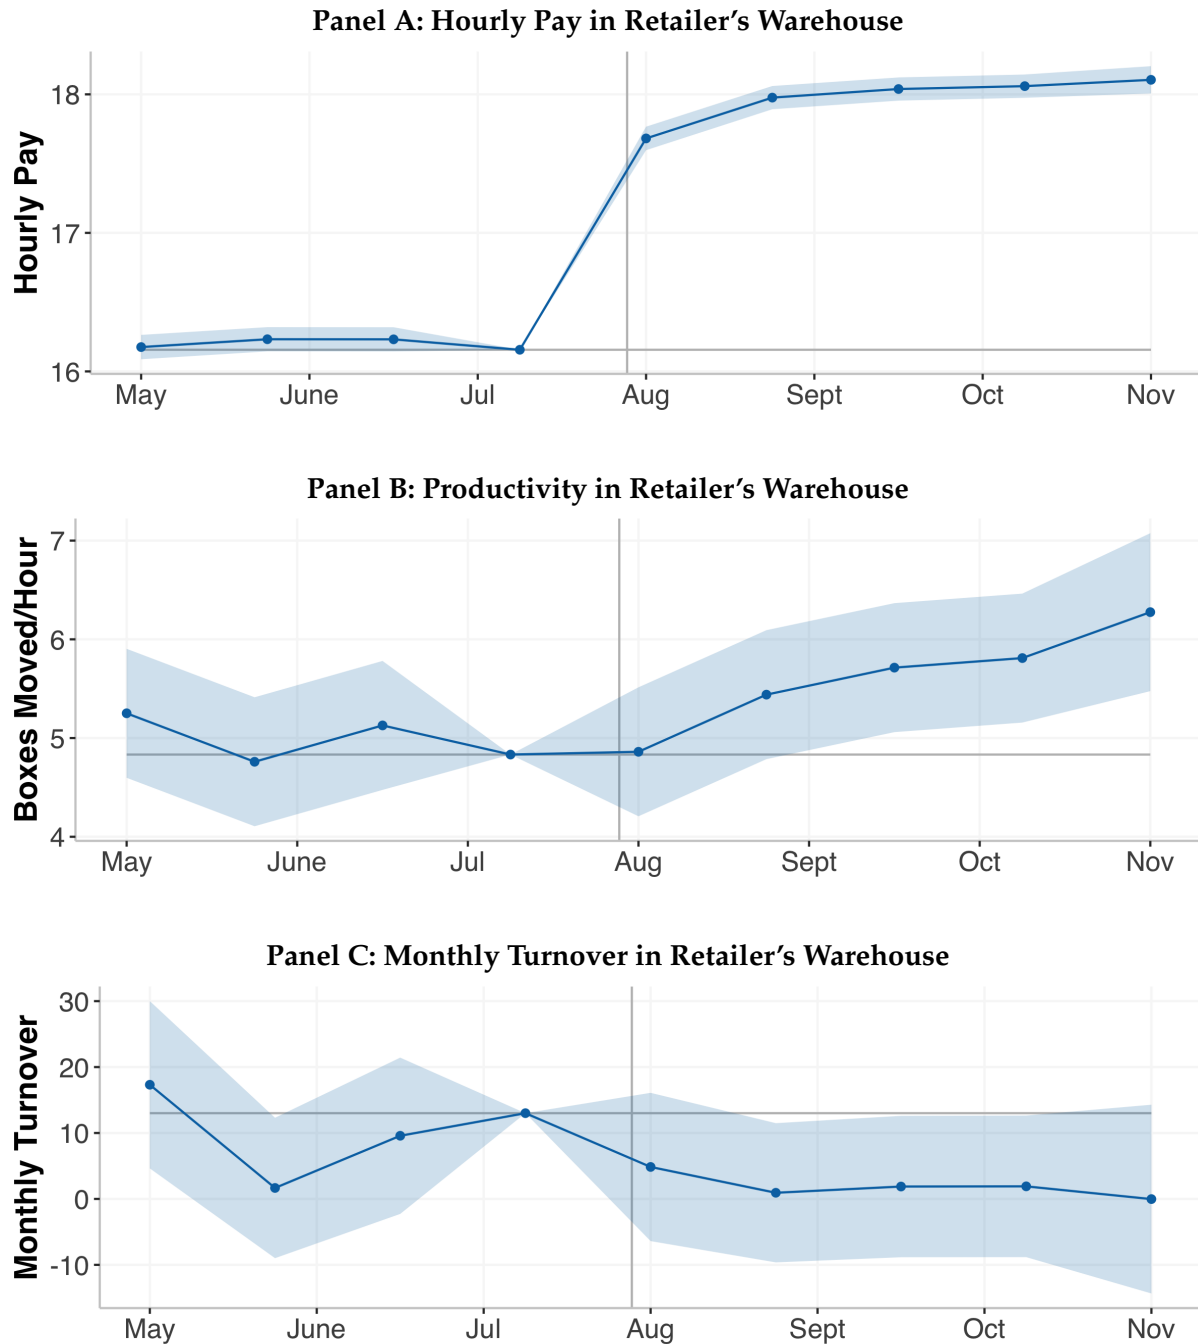 Panel A: Hourly Pay in Retailer's Warehouse
Hourly Pay
18
17
16
May June Jul Aug Sept Oct Nov
Panel B: Productivity in Retailer's Warehouse
Boxes Moved/Hour
7
6
5
4
May June Jul Aug Sept Oct Nov
Panel C: Monthly Turnover in Retailer's Warehouse
Monthly Turnover
30
20
10
0
-10
May June Jul Aug Sept Oct Nov